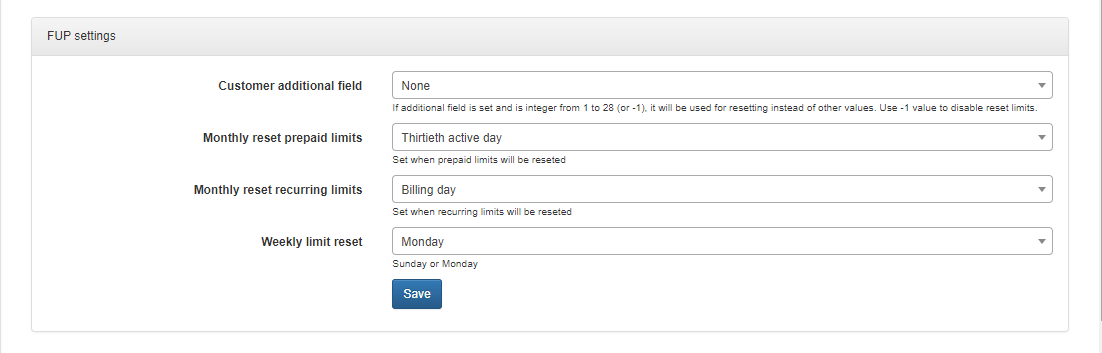 FUP settings
Customer additional field
None
If additional field is set and is integer from 1 to 28 (or -1), it will be used for resetting instead of other values. Use -1 value to disable reset limits.
Monthly reset prepaid limits
Thirtieth active day
Set when prepaid limits will be reseted
Monthly reset recurring limits
Billing day
Set when recurring limits will be reseted
Weekly limit reset
Monday
Sunday or Monday
Save